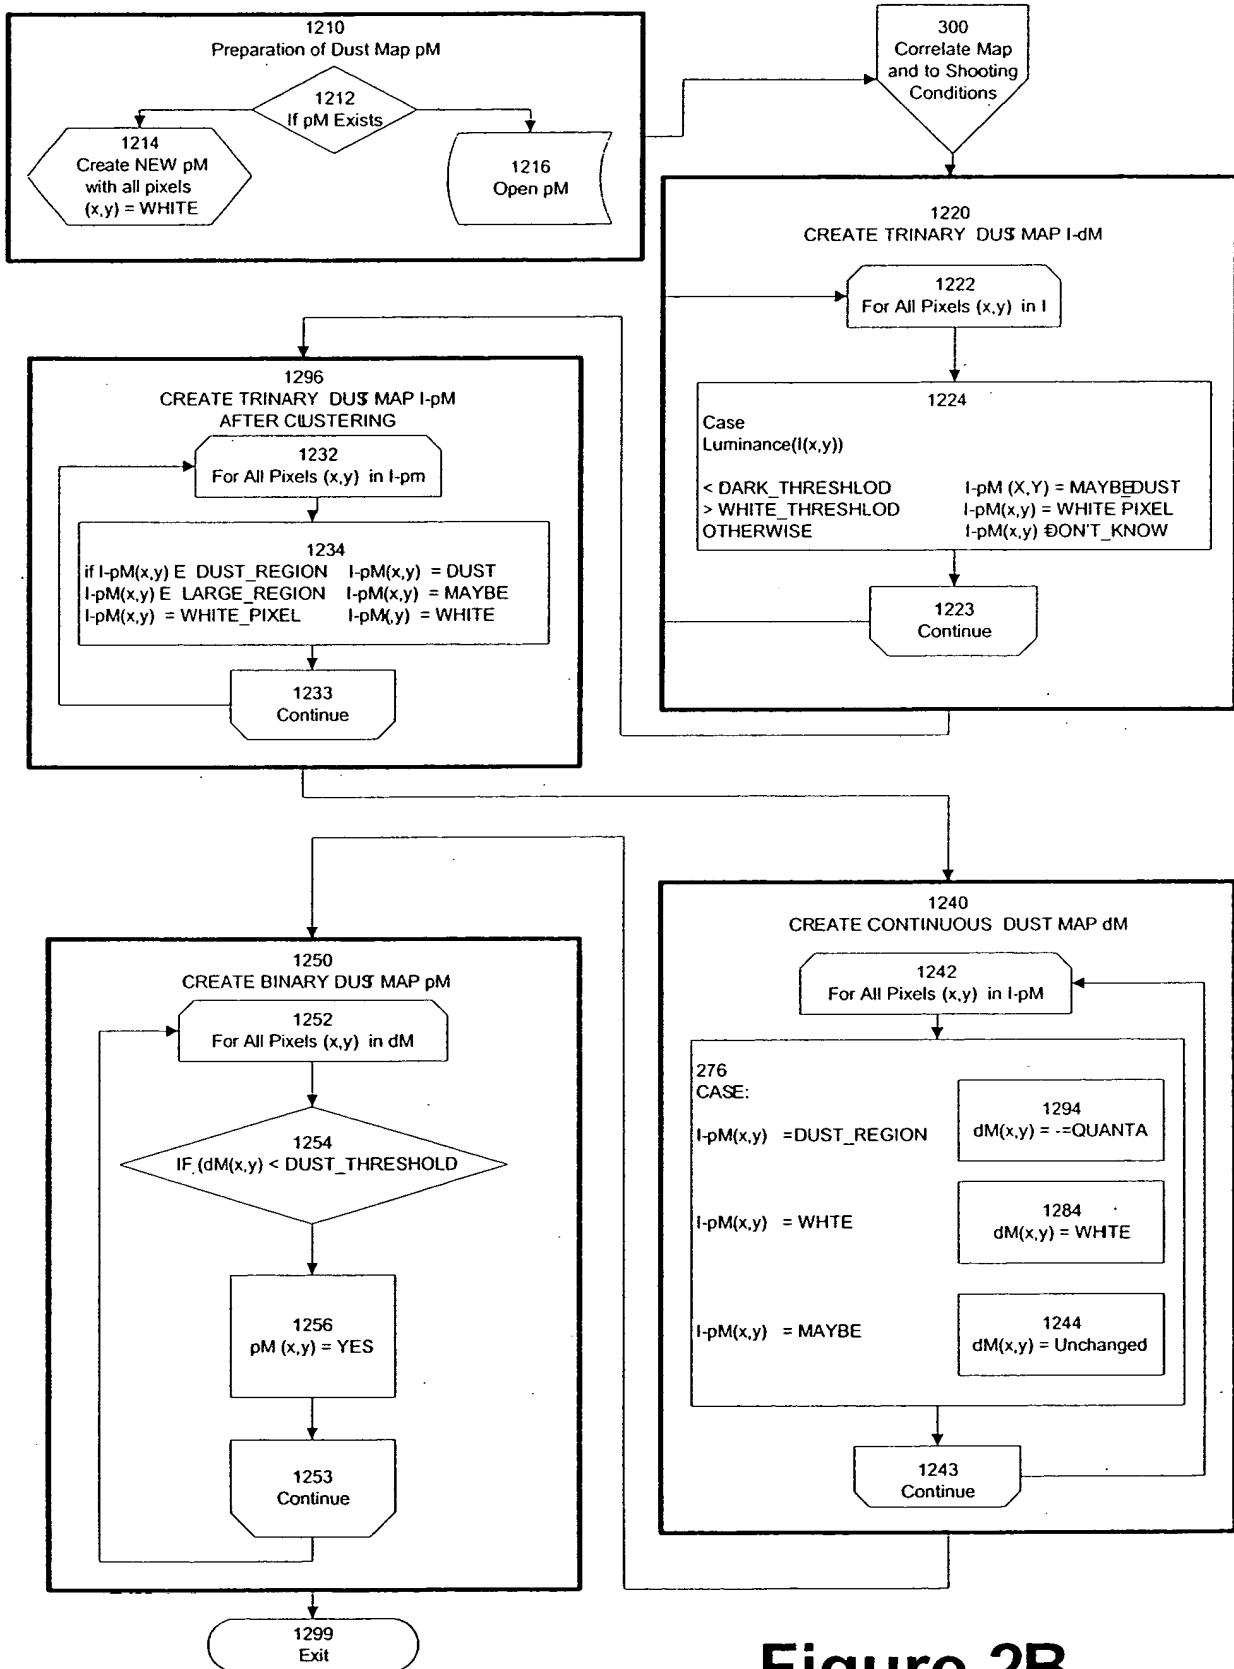 1210
Preparation of Dust Map pM
1212
If pM Exists
1214
Create NEW pM
with all pixels
(x,y) = WHITE
1216
Open pM
300
Correlate Map
and to Shooting
Conditions
1220
CREATE TRINARY DUST MAP I-dM
1222
For All Pixels (x,y) in I
1224
Case
Luminance(I(x,y))
< DARK_THRESHLOD I-pM (X,Y) = MAYBE_DUST
> WHITE_THRESHLOD I-pM(x,y) = WHITE PIXEL
OTHERWISE I-pM(x,y) = DON'T_KNOW
1223
Continue
1296
CREATE TRINARY DUST MAP I-pM
AFTER CLUSTERING
1232
For All Pixels (x,y) in I-pm
1234
if I-pM(x,y) E DUST_REGION I-pM(x,y) = DUST
I-pM(x,y) E LARGE_REGION I-pM(x,y) = MAYBE
I-pM(x,y) = WHITE_PIXEL I-pM(,y) = WHITE
1233
Continue
1240
CREATE CONTINUOUS DUST MAP dM
1242
For All Pixels (x,y) in I-pM
276
CASE:
I-pM(x,y) =DUST_REGION
1294
dM(x,y) = -=QUANTA
I-pM(x,y) = WHITE
1284
dM(x,y) = WHITE
I-pM(x,y) = MAYBE
1244
dM(x,y) = Unchanged
1243
Continue
1250
CREATE BINARY DUST MAP pM
1252
For All Pixels (x,y) in dM
1254
IF (dM(x,y) < DUST_THRESHOLD
1256
pM (x,y) = YES
1253
Continue
1299
Exit
Figure 2B